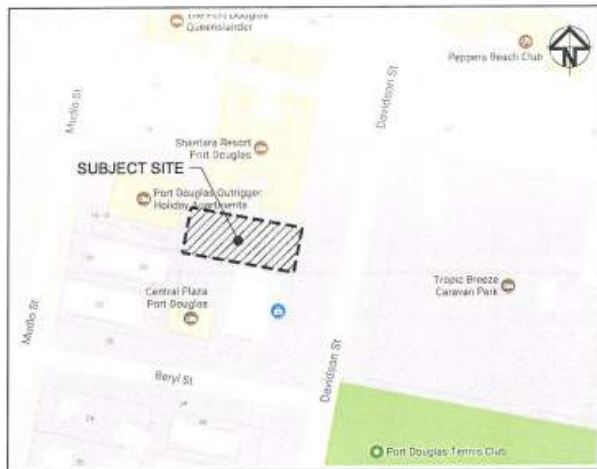 The Port Douglas
Queenslander
Peppers Beach Club
N
Davidson St
Mudlo St
Shantara Resort
Port Douglas
SUBJECT SITE
Port Douglas Outrigger
Holiday Apartments
Central Plaza
Port Douglas
Tropic Breeze
Caravan Park
Mudlo St
Beryl St
Davidson St
Port Douglas Tennis Club